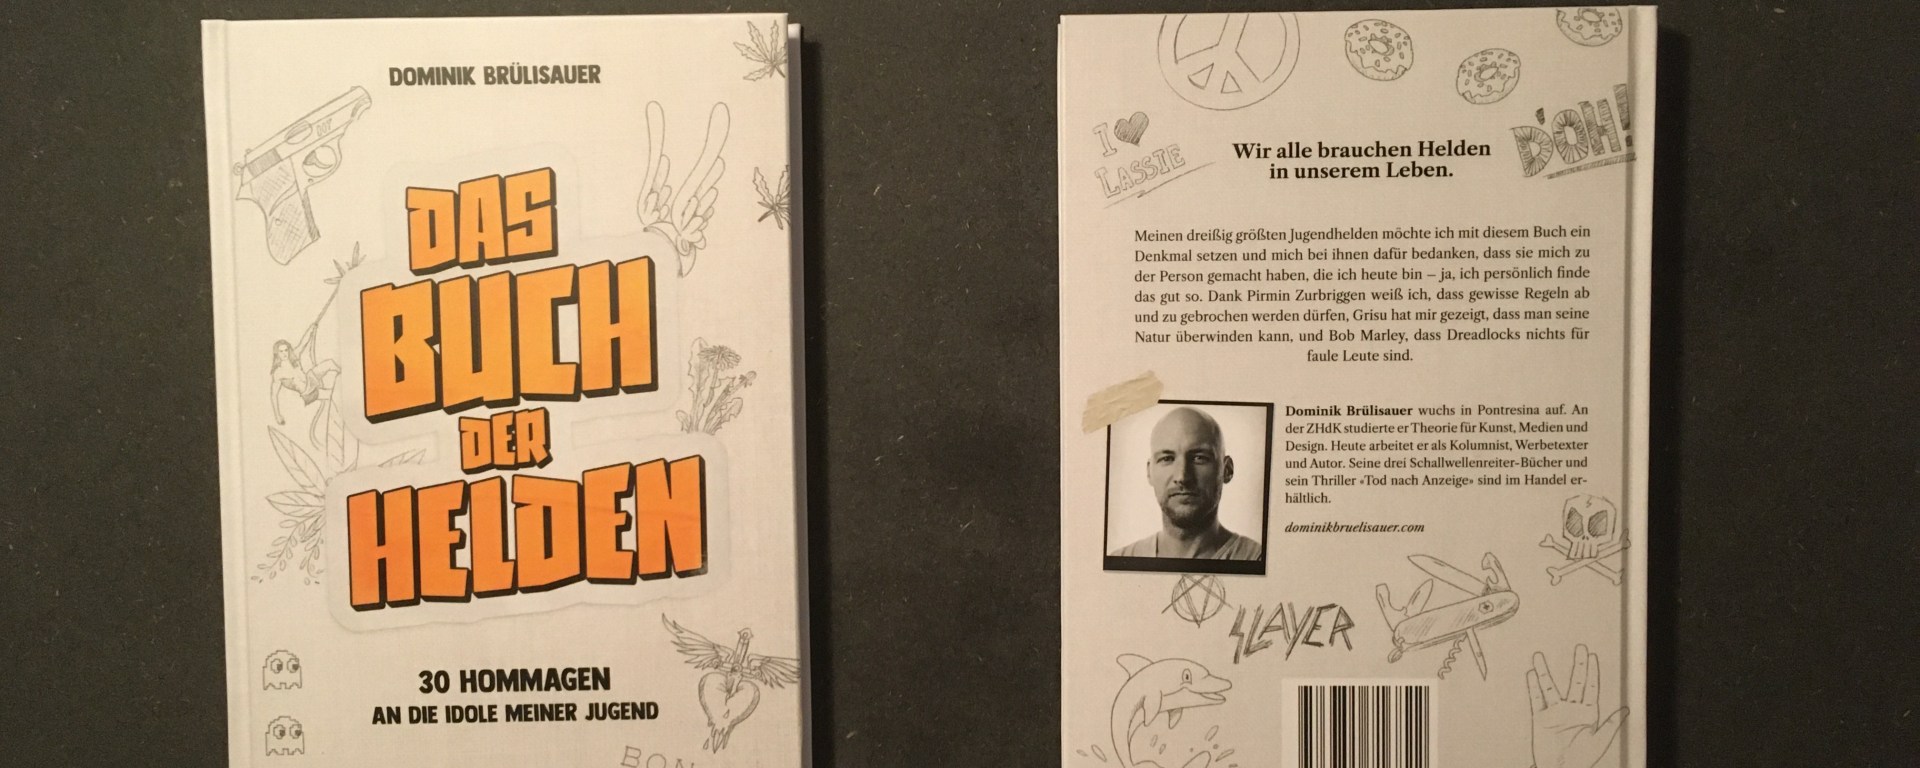 DOMINIK BRÜLISAUER
007
DAS
BUCH
DER
HELDEN
30 HOMMAGEN
AN DIE IDOLE MEINER JUGEND
BON
I ♥
LASSIE
D'OH!
Wir alle brauchen Helden
in unserem Leben.
Meinen dreißig größten Jugendhelden möchte ich mit diesem Buch ein
Denkmal setzen und mich bei ihnen dafür bedanken, dass sie mich zu
der Person gemacht haben, die ich heute bin – ja, ich persönlich finde
das gut so. Dank Pirmin Zurbriggen weiß ich, dass gewisse Regeln ab
und zu gebrochen werden dürfen, Grisu hat mir gezeigt, dass man seine
Natur überwinden kann, und Bob Marley, dass Dreadlocks nichts für
faule Leute sind.
Dominik Brülisauer wuchs in Pontresina auf. An
der ZHdK studierte er Theorie für Kunst, Medien und
Design. Heute arbeitet er als Kolumnist, Werbetexter
und Autor. Seine drei Schallwellenreiter-Bücher und
sein Thriller «Tod nach Anzeige» sind im Handel er-
hältlich.
dominikbruelisauer.com
SLAYER